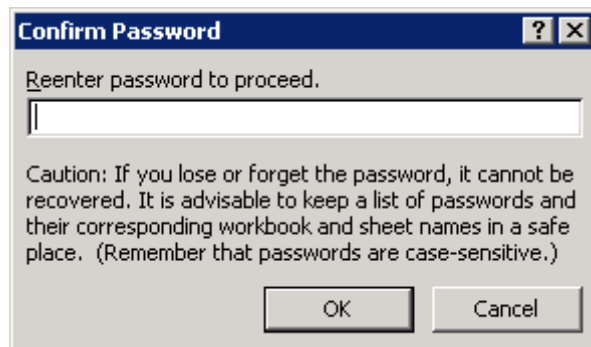 Confirm Password
Reenter password to proceed.
Caution: If you lose or forget the password, it cannot be
recovered. It is advisable to keep a list of passwords and
their corresponding workbook and sheet names in a safe
place.  (Remember that passwords are case-sensitive.)
OK
Cancel